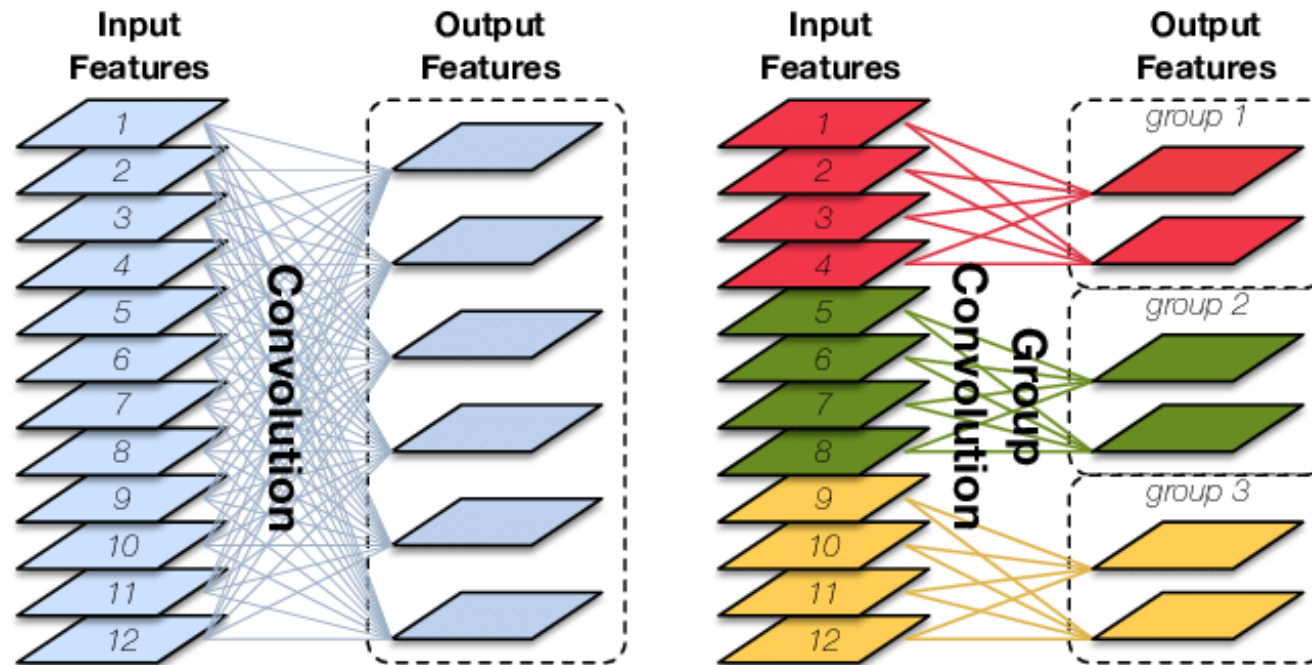 Input
Features
Output
Features
1
2
3
4
5
6
7
8
9
10
11
12
Convolution
Input
Features
Output
Features
1
2
3
4
5
6
7
8
9
10
11
12
Group
Convolution
group 1
group 2
group 3